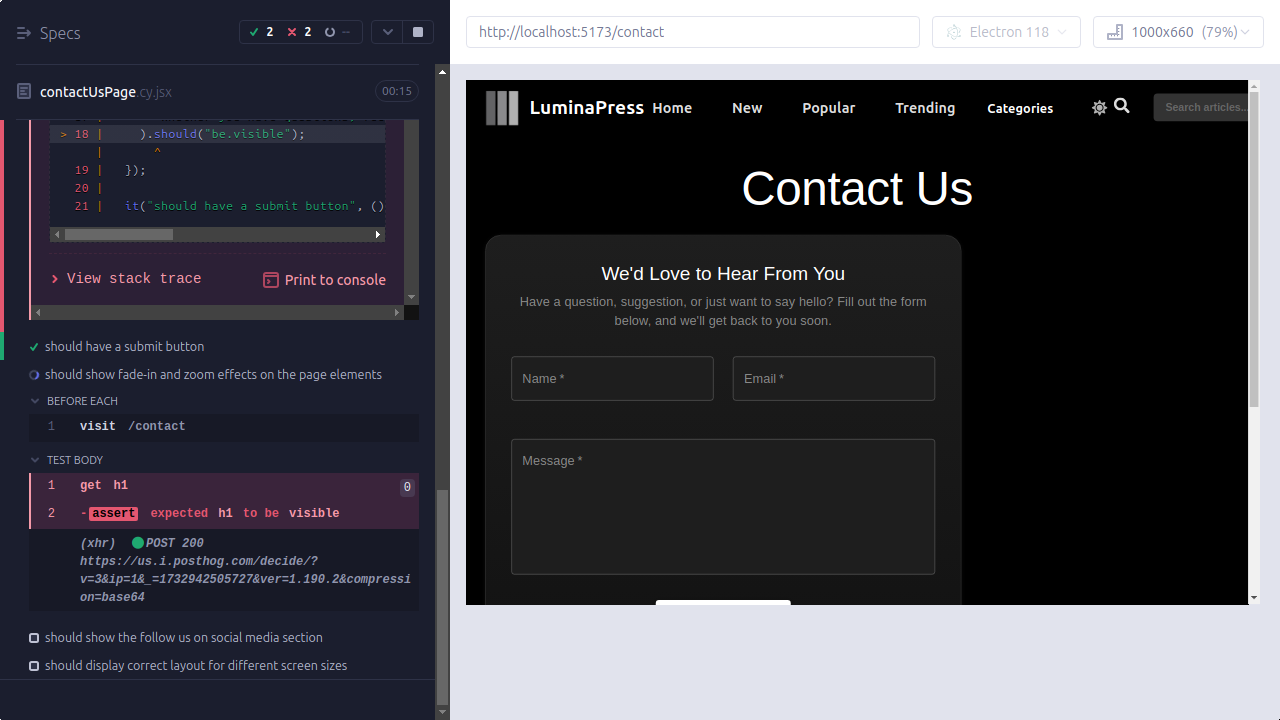 Specs
2
2
--
http://localhost:5173/contact
Electron 118
1000x660 (79%)
contactUsPage.cy.jsx
00:15
> 18 | ).should("be.visible");
| ^
19 | });
20 |
21 | it("should have a submit button", ()
View stack trace
Print to console
should have a submit button
should show fade-in and zoom effects on the page elements
BEFORE EACH
1 visit /contact
TEST BODY
1 get h1 0
2 -assert expected h1 to be visible
(xhr) POST 200
https://us.i.posthog.com/decide/?
v=3&ip=1&_=1732942505727&ver=1.190.2&compressi
on=base64
should show the follow us on social media section
should display correct layout for different screen sizes
LuminaPress Home New Popular Trending Categories Search articles...
Contact Us
We'd Love to Hear From You
Have a question, suggestion, or just want to say hello? Fill out the form
below, and we'll get back to you soon.
Name *
Email *
Message *